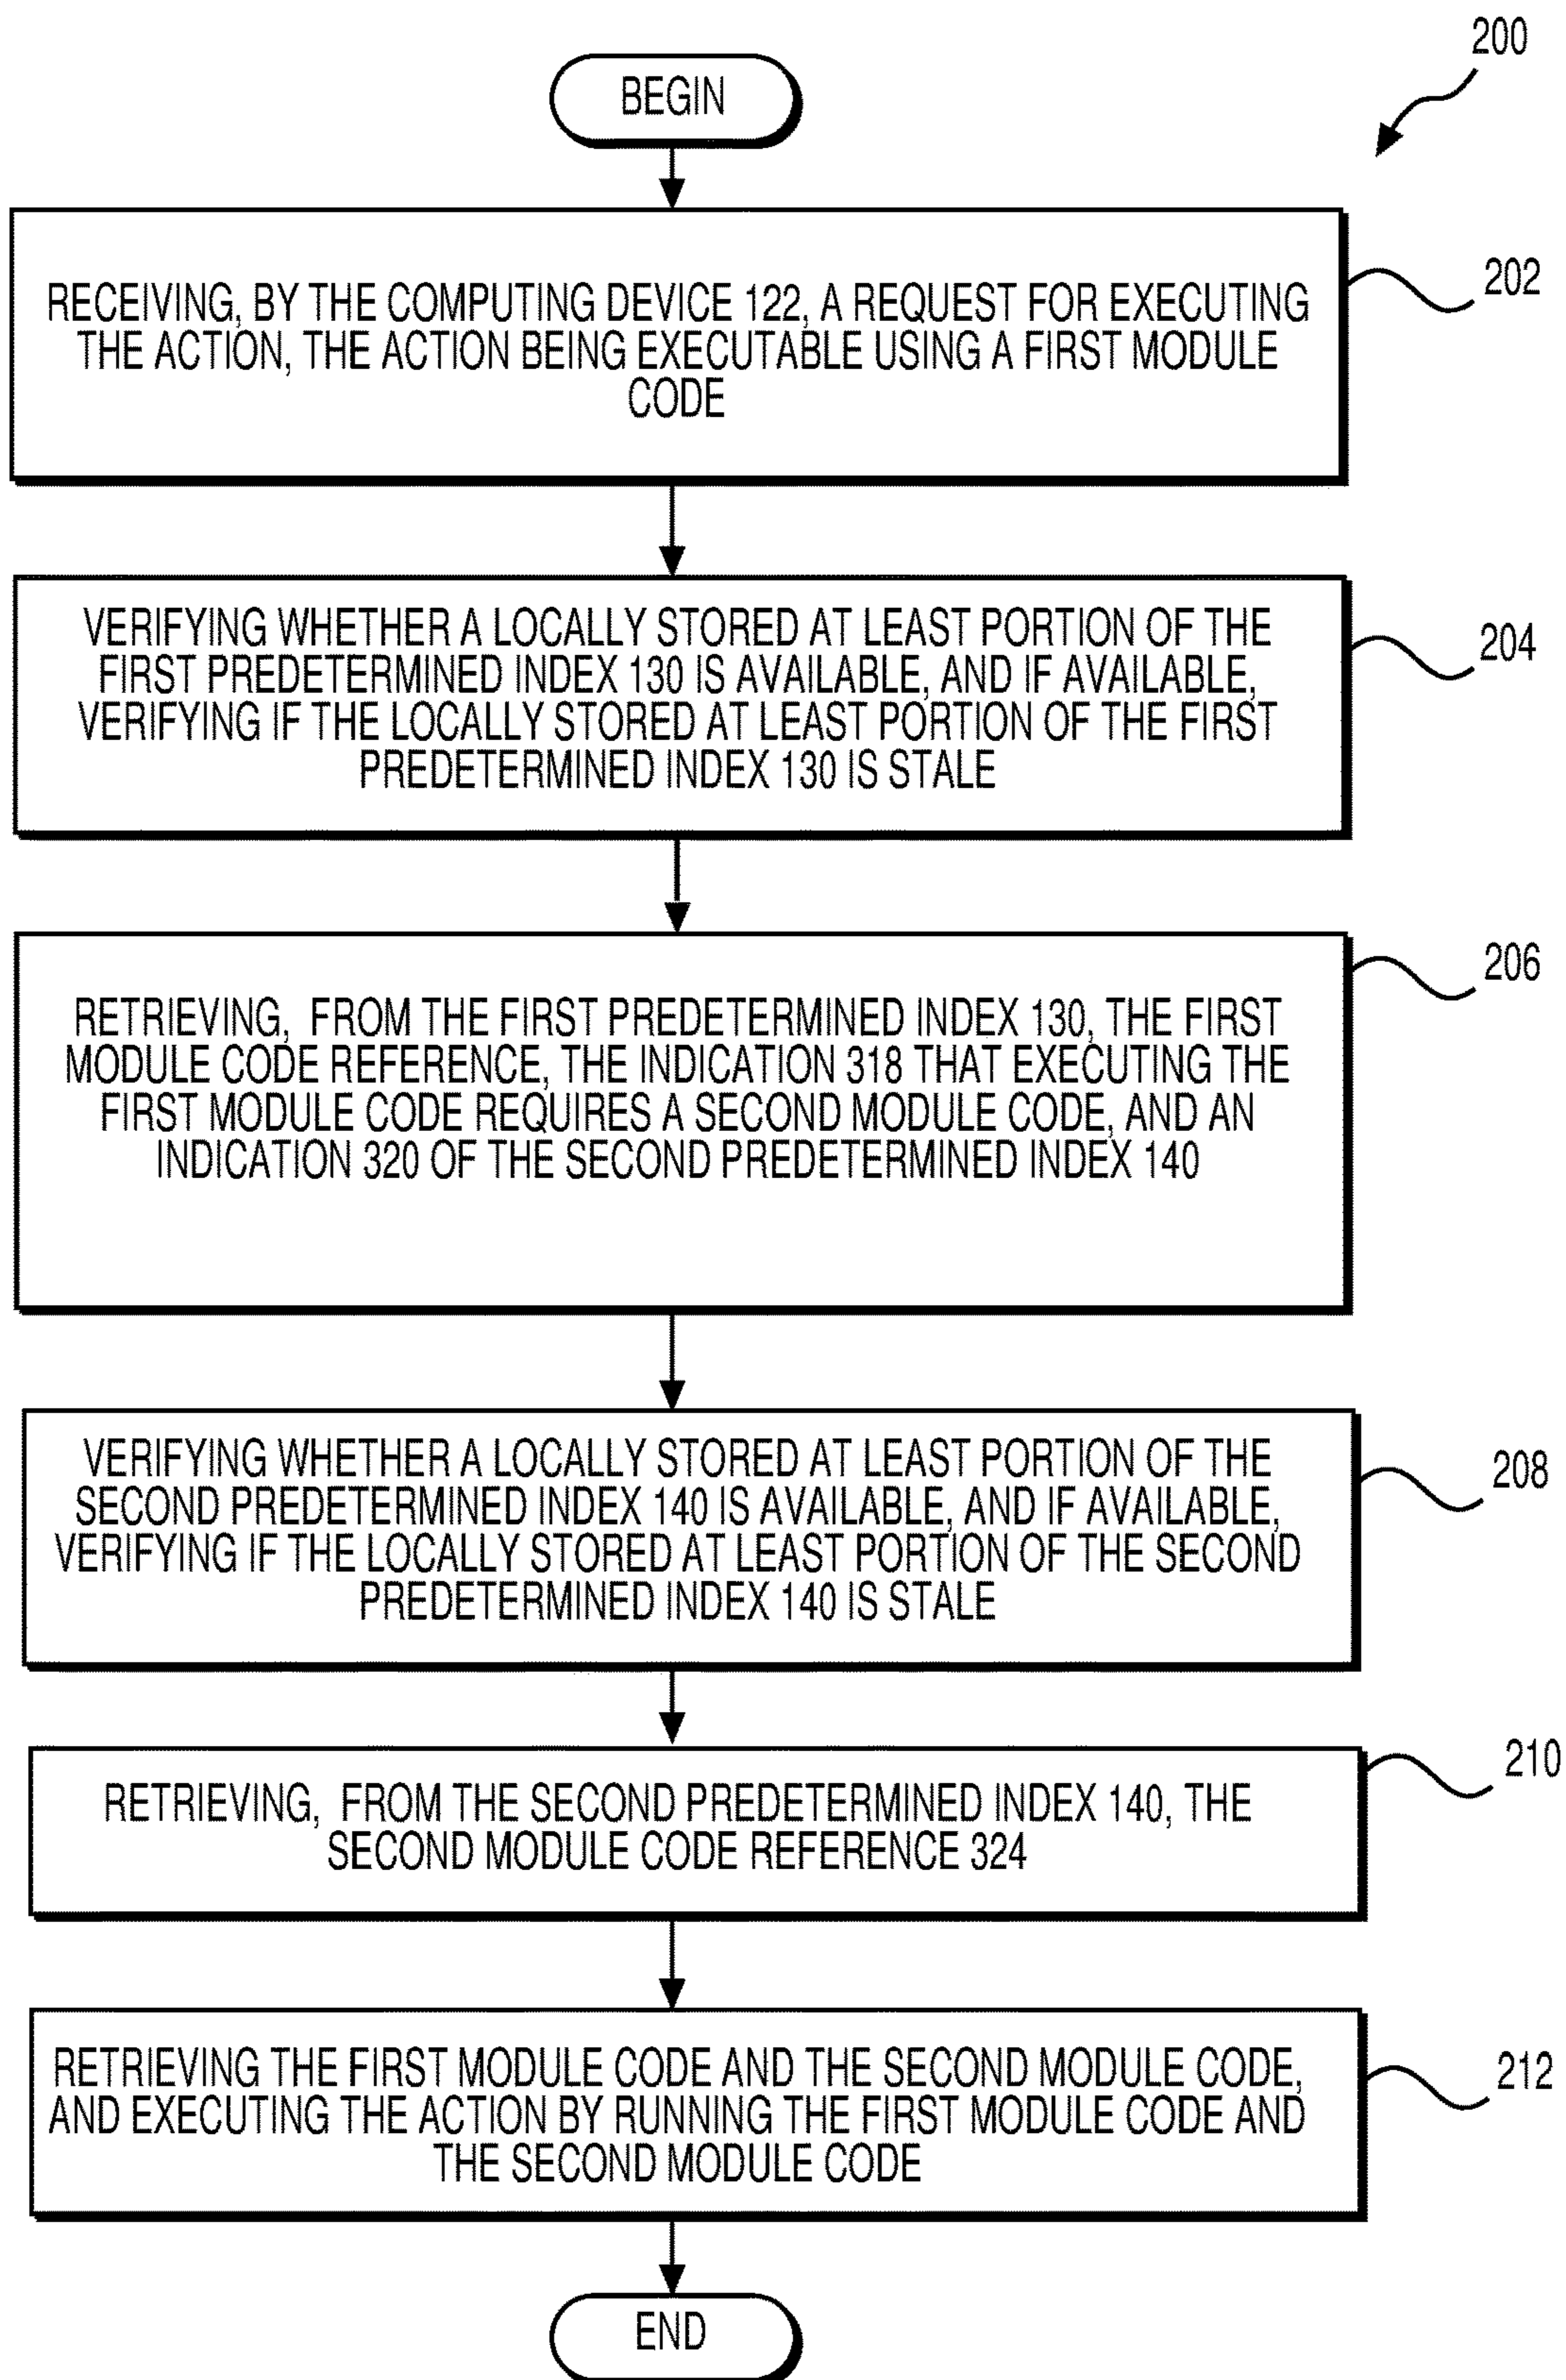 200
BEGIN
202
RECEIVING, BY THE COMPUTING DEVICE 122, A REQUEST FOR EXECUTING
THE ACTION, THE ACTION BEING EXECUTABLE USING A FIRST MODULE
CODE
204
VERIFYING WHETHER A LOCALLY STORED AT LEAST PORTION OF THE
FIRST PREDETERMINED INDEX 130 IS AVAILABLE, AND IF AVAILABLE,
VERIFYING IF THE LOCALLY STORED AT LEAST PORTION OF THE FIRST
PREDETERMINED INDEX 130 IS STALE
206
RETRIEVING, FROM THE FIRST PREDETERMINED INDEX 130, THE FIRST
MODULE CODE REFERENCE, THE INDICATION 318 THAT EXECUTING THE
FIRST MODULE CODE REQUIRES A SECOND MODULE CODE, AND AN
INDICATION 320 OF THE SECOND PREDETERMINED INDEX 140
208
VERIFYING WHETHER A LOCALLY STORED AT LEAST PORTION OF THE
SECOND PREDETERMINED INDEX 140 IS AVAILABLE, AND IF AVAILABLE,
VERIFYING IF THE LOCALLY STORED AT LEAST PORTION OF THE SECOND
PREDETERMINED INDEX 140 IS STALE
210
RETRIEVING, FROM THE SECOND PREDETERMINED INDEX 140, THE
SECOND MODULE CODE REFERENCE 324
212
RETRIEVING THE FIRST MODULE CODE AND THE SECOND MODULE CODE,
AND EXECUTING THE ACTION BY RUNNING THE FIRST MODULE CODE AND
THE SECOND MODULE CODE
END